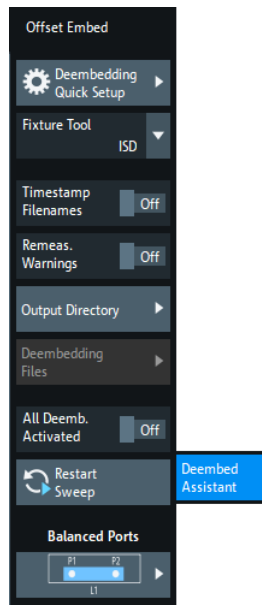 Offset Embed
Deembedding
Quick Setup
Fixture Tool
ISD
Timestamp
Filenames
Off
Remeas.
Warnings
Off
Output Directory
Deembedding
Files
All Deemb.
Activated
Off
Restart
Sweep
Deembed
Assistant
Balanced Ports
P1 P2
L1